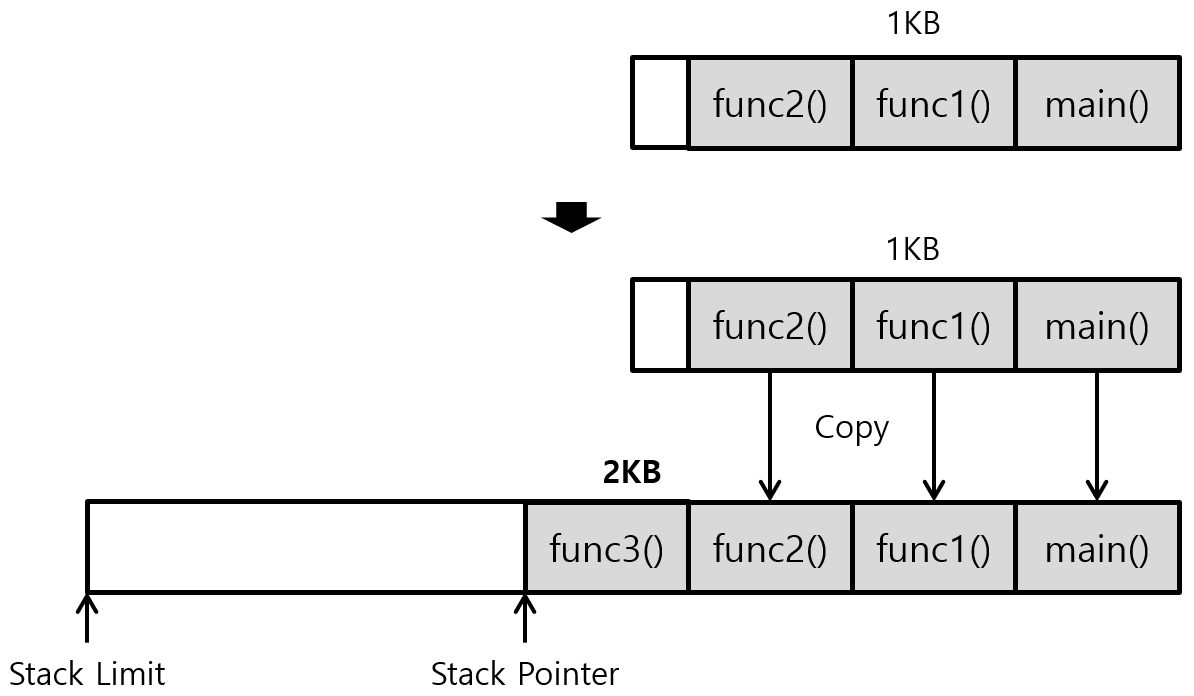 1KB
func2() func1() main()
1KB
func2() func1() main()
Copy
2KB
func3() func2() func1() main()
Stack Limit Stack Pointer